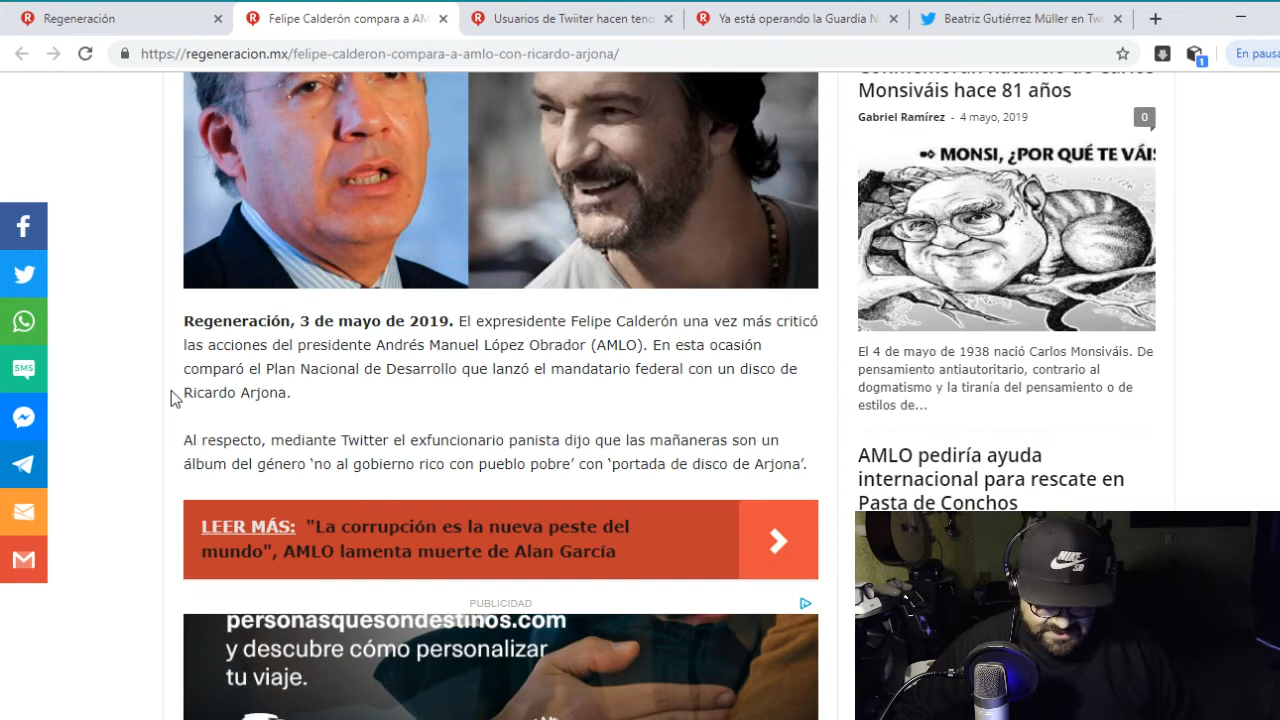 Regeneración
Felipe Calderón compara a AM
Usuarios de Twiiter hacen tend
Ya está operando la Guardia N
Beatriz Gutiérrez Müller en Tw
https://regeneracion.mx/felipe-calderon-compara-a-amlo-con-ricardo-arjona/
1
En pausa
Regeneración, 3 de mayo de 2019. El expresidente Felipe Calderón una vez más criticó
las acciones del presidente Andrés Manuel López Obrador (AMLO). En esta ocasión
comparó el Plan Nacional de Desarrollo que lanzó el mandatario federal con un disco de
Ricardo Arjona.
Al respecto, mediante Twitter el exfuncionario panista dijo que las mañaneras son un
álbum del género ‘no al gobierno rico con pueblo pobre’ con ‘portada de disco de Arjona’.
LEER MÁS: "La corrupción es la nueva peste del
mundo", AMLO lamenta muerte de Alan García
PUBLICIDAD
personasquesondestinos.com
y descubre cómo personalizar
tu viaje.
Conmemoran natalicio de Carlos
Monsiváis hace 81 años
Gabriel Ramírez - 4 mayo, 2019
0
➩ MONSI, ¿POR QUÉ TE VÁIS
El 4 de mayo de 1938 nació Carlos Monsiváis. De
pensamiento antiautoritario, contrario al
dogmatismo y la tiranía del pensamiento o de
estilos de...
AMLO pediría ayuda
internacional para rescate en
Pasta de Conchos
SMS
NIKE
SB